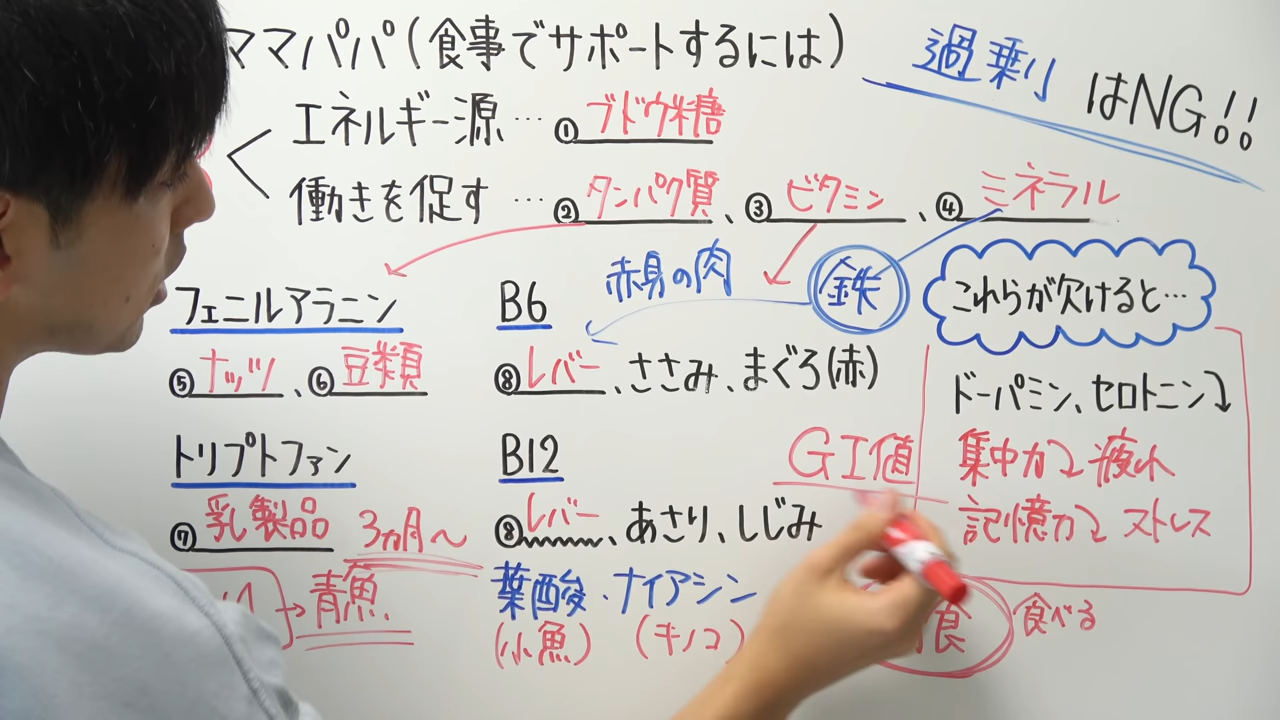 ママパパ(食事でサポートするには)
過剰はNG!!
エネルギー源…①ブドウ糖
働きを促す…②タンパク質、③ビタミン、④ミネラル
赤身の肉 鉄
これらが欠けると…
フェニルアラニン
⑤ナッツ、⑥豆類
B6
⑧レバー、ささみ、まぐろ(赤)
ドーパミン、セロトニン↓
集中力↓ 疲れ
記憶力↓ ストレス
トリプトファン
⑦乳製品 3ヵ月〜
B12
⑧レバー、あさり、しじみ
GI値
→青魚
葉酸・ナイアシン
(小魚) (キノコ)
食 食べる